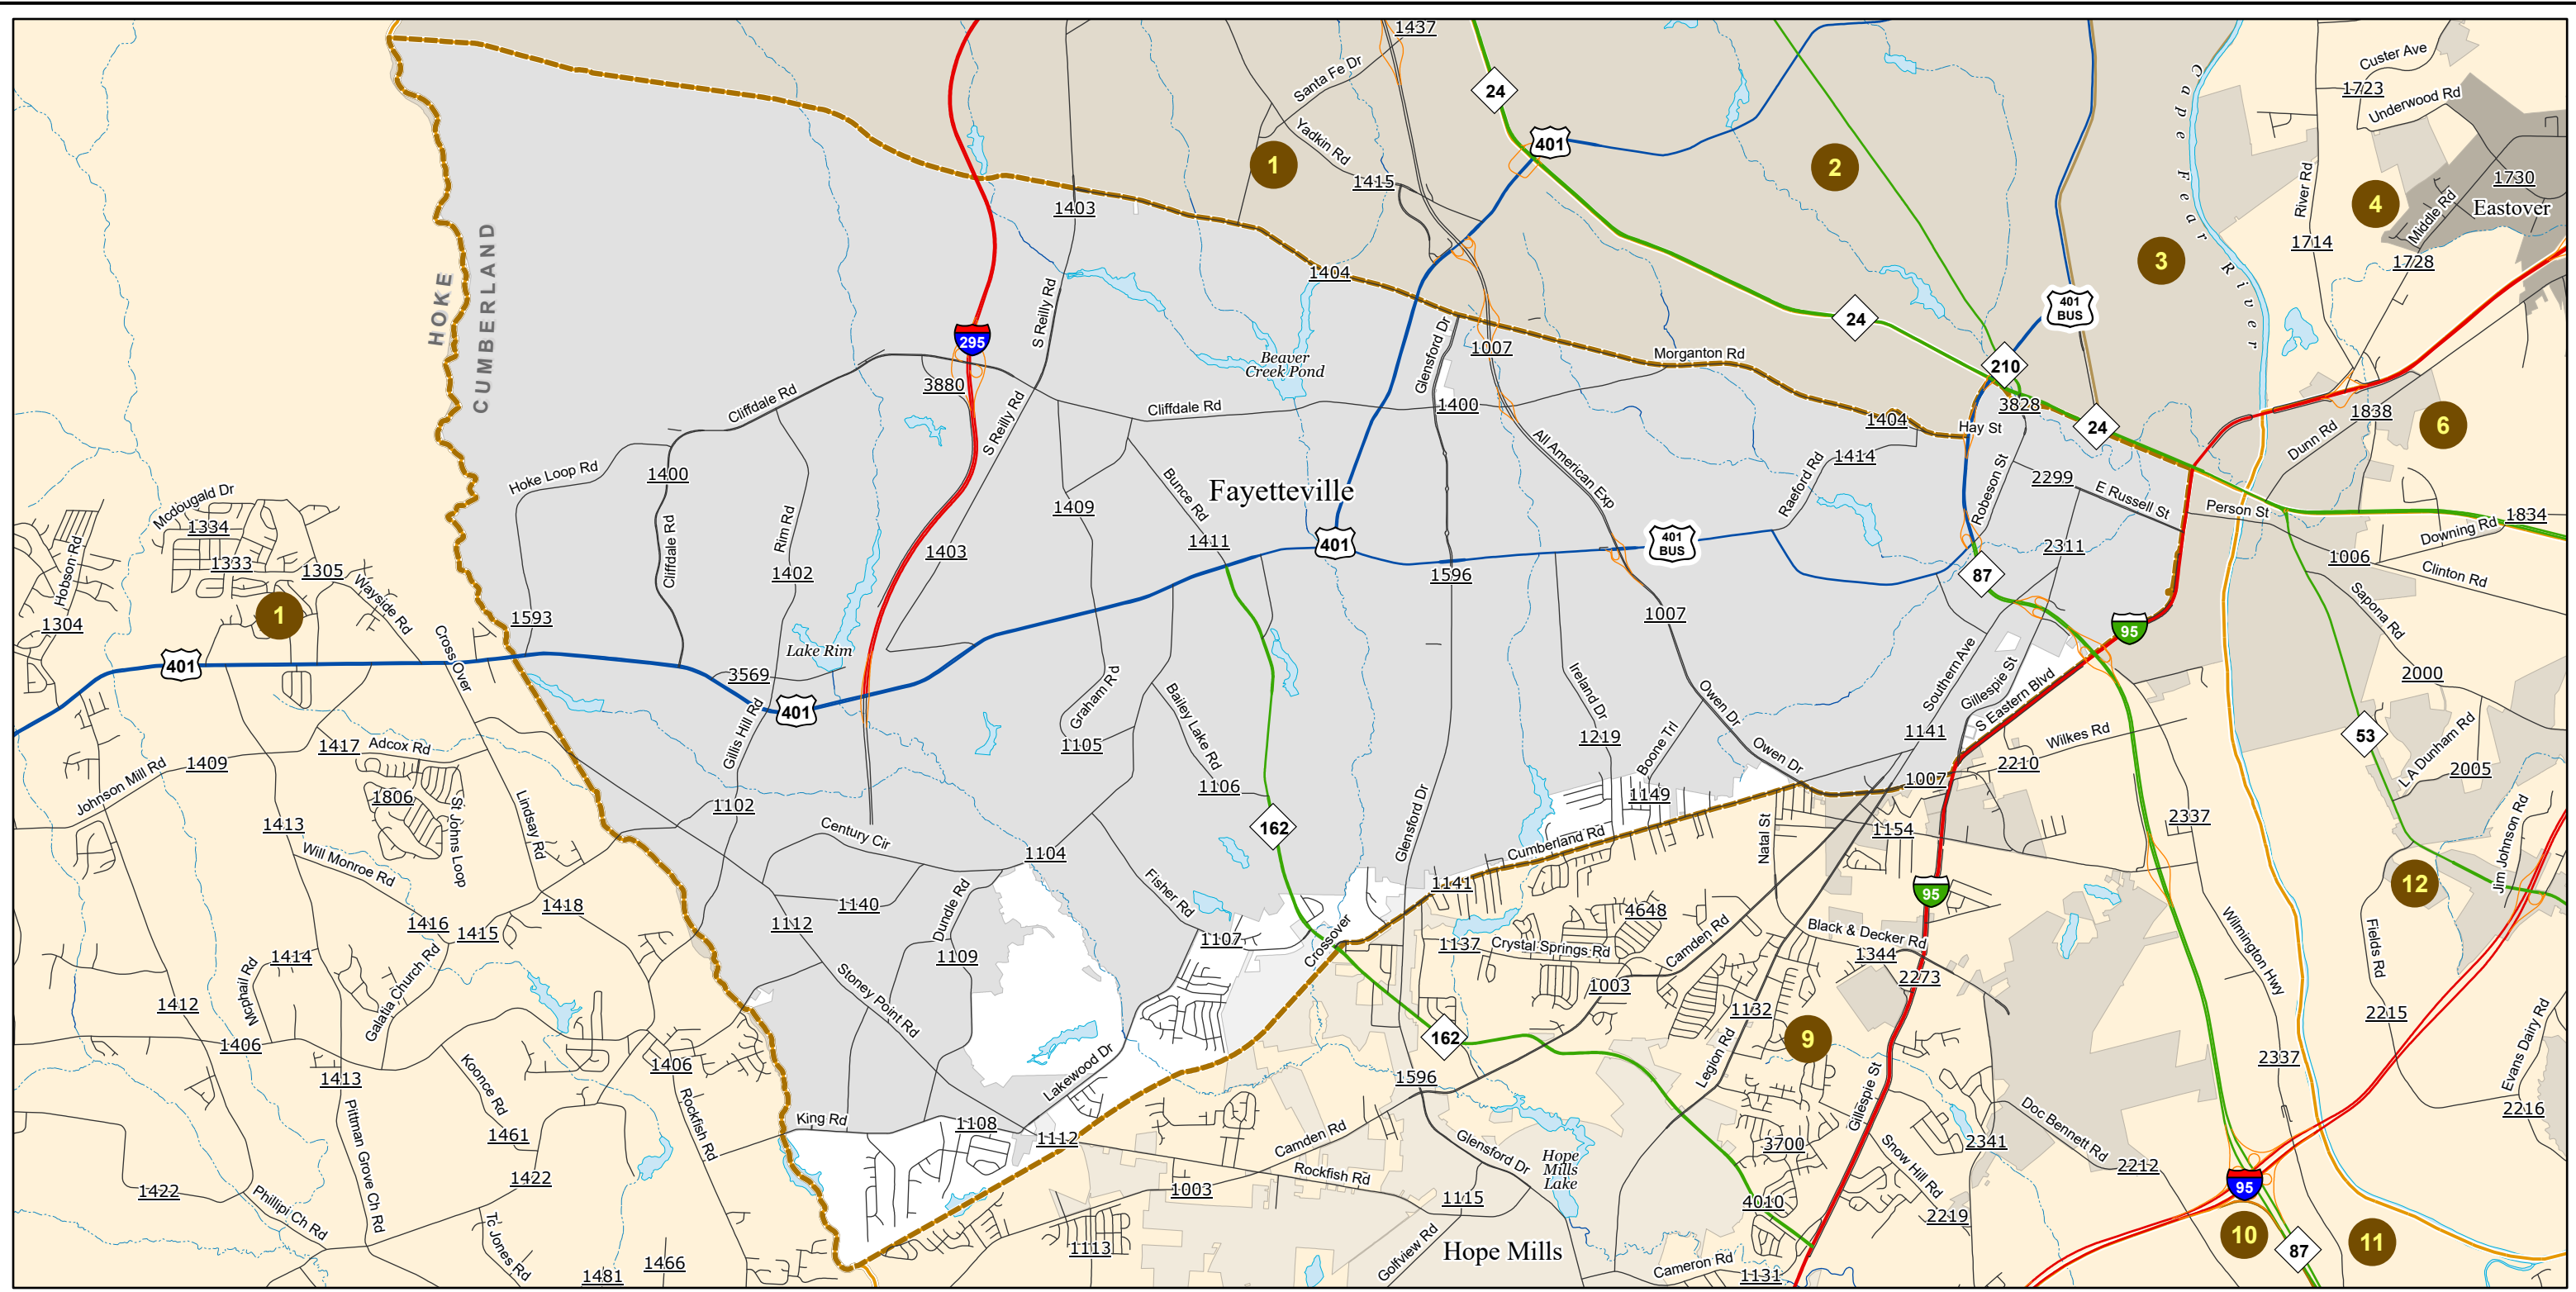 1437
Custer Ave
1723
Underwood Rd
Santa Fe Dr
24
Cape Fear River
Yadkin Rd
401
1
2
1415
1730
River Rd
4
Middle Rd
Eastover
1403
1714
3
1728
HOKE
CUMBERLAND
1404
401
BUS
S Reilly Rd
24
295
1007
Glensford Dr
Morganton Rd
Beaver
Creek Pond
210
3880
Cliffdale Rd
Cliffdale Rd
1400
3828
1838
S Reilly Rd
1404
Hay St
24
6
Dunn Rd
Hoke Loop Rd
1400
All American Exp
Raeford Rd
1414
2299
Robeson St
E Russell St
Bunce Rd
Fayetteville
Mcdougald Dr
1334
1409
Person St
1834
Cliffdale Rd
Rim Rd
1403
1411
401
401
BUS
2311
Downing Rd
1006
Hobson Rd
1333
1305
1402
1596
87
Clinton Rd
Wayside Rd
1304
1
1593
1007
95
Sapona Rd
401
Cross Over
Lake Rim
3569
Southern Ave
2000
Graham Rd
Bailey Lake Rd
Ireland Dr
Owen Dr
Gillespie St
S Eastern Blvd
401
Gillis Hill Rd
1417
Adcox Rd
1105
1219
Boone Trl
1141
Wilkes Rd
53
L A Dunham Rd
Johnson Mill Rd
1409
Owen Dr
2210
2005
1106
1007
1806
St Johns Loop
1102
1149
Lindsay Rd
1413
Century Cir
162
Glensford Dr
Cumberland Rd
Natal St
1154
2337
Jim Johnson Rd
Will Monroe Rd
1104
1141
95
12
1418
1140
Dundle Rd
Fisher Rd
4648
1416
1415
1112
1107
Crossover
1137
Crystal Springs Rd
Camden Rd
Black & Decker Rd
1344
Wilmington Hwy
Fields Rd
1414
Mcphail Rd
Galatia Church Rd
1109
1003
2273
1412
Stoney Point Rd
1132
2215
1406
162
Legion Rd
9
1406
Koonce Rd
Lakewood Dr
1596
2337
Evans Dairy Rd
1413
Rockfish Rd
Gillespie St
Pittman Grove Ch Rd
King Rd
1108
1112
Camden Rd
Glensford Dr
Doc Bennett Rd
2216
1461
3700
Snow Hill Rd
2341
Hope
Mills
Lake
2212
1422
1422
Rockfish Rd
1003
1115
95
Phillipi Ch Rd
Tc Jones Rd
4010
2219
1113
Golfview Rd
Hope Mills
10
11
87
1466
1481
Cameron Rd
1131